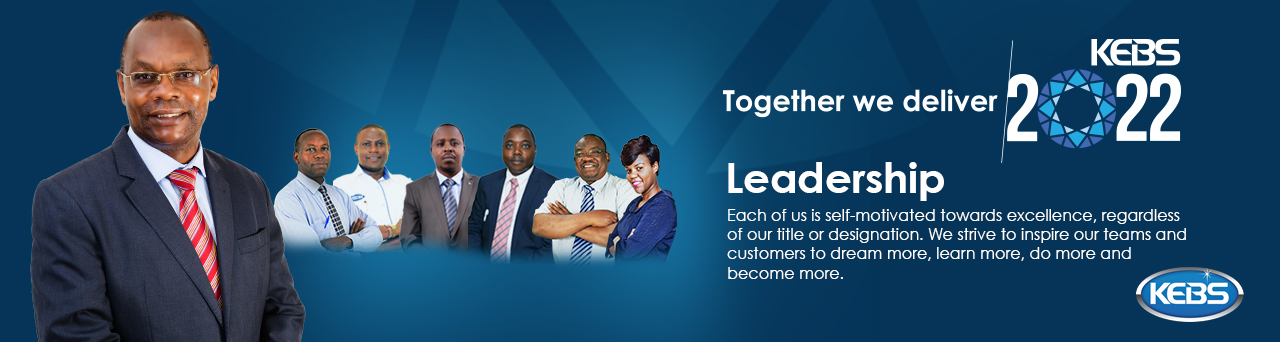 KEBS
Together we deliver
2022
Leadership
Each of us is self-motivated towards excellence, regardless
of our title or designation. We strive to inspire our teams and
customers to dream more, learn more, do more and
become more.
KEBS